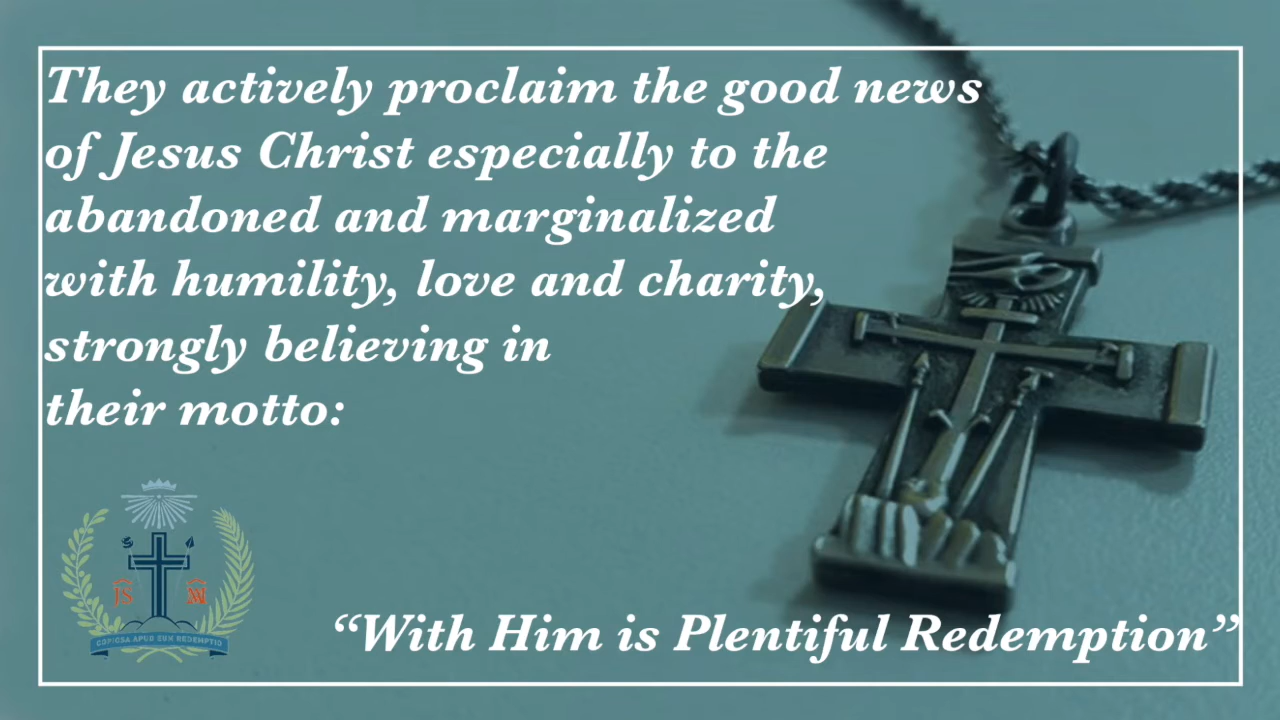 They actively proclaim the good news
of Jesus Christ especially to the
abandoned and marginalized
with humility, love and charity,
strongly believing in
their motto:
JS
COPIOSA APUD EUM REDEMPTIO
“With Him is Plentiful Redemption”